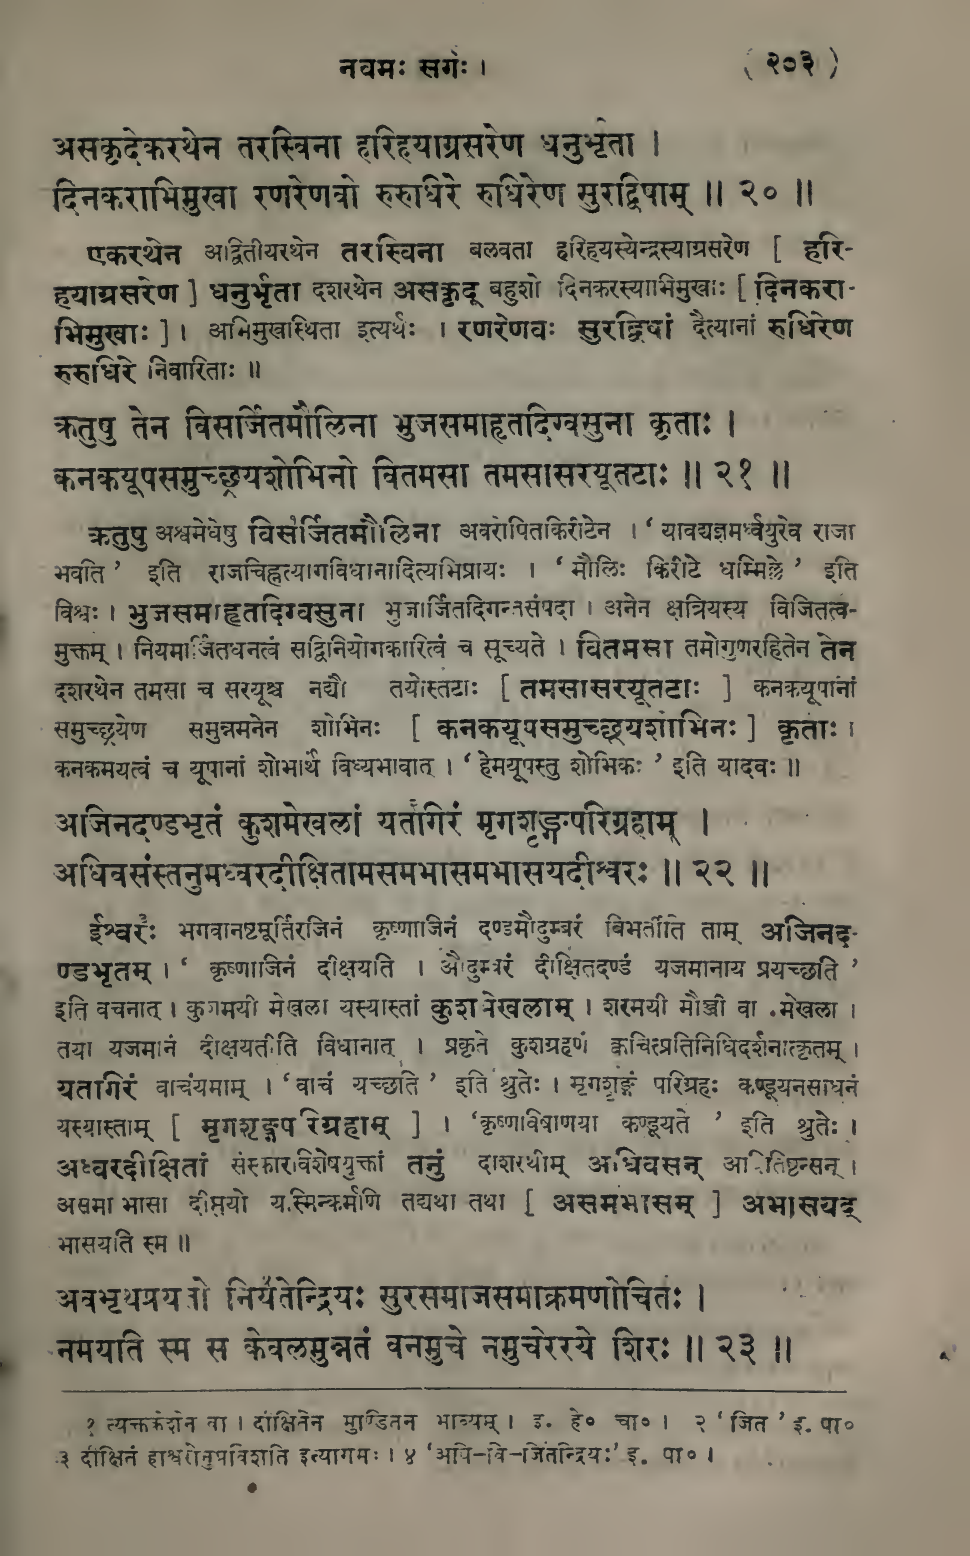 नवमः सर्गः । (२०३)
असकृदेकरथेन तरस्विना हरिहयाग्रसरेण धनुर्भृता ।
दिनकराभिमुखा रणरेणवो रुरुधिरे रुधिरेण सुरद्विषाम् ॥ २० ॥
एकरथेन अद्वितीयरथेन तरस्विना बलवता हरिहयस्येन्द्रस्याग्रसरेण [ हरि-
हयाग्रसरेण ] धनुर्भृता दशरथेन असकृद् बहुशो दिनकरस्याभिमुखाः [ दिनकरा-
भिमुखाः ] । अभिमुखस्थिता इत्यर्थः । रणरेणवः सुरद्विषां दैत्यानां रुधिरेण
रुरुधिरे निवारिताः ॥
क्रतुषु तेन विसर्जितमौलिना भुजसमाहृतदिग्वसुना कृताः ।
कनकयूपसमुच्छ्रयशोभिनो वितमसा तमसासरयूतटाः ॥ २१ ॥
क्रतुषु अश्वमेधेषु विसर्जितमौलिना अवरोपितकिरीटेन । ‘ यावद्यज्ञमध्वर्युरेव राजा
भवति ’ इति राजचिह्नत्यागविधानादित्यभिप्रायः । ‘ मौलिः किरीटे धम्मिल्ले ’ इति
विश्वः । भुजसमाहृतदिग्वसुना भुजार्जितदिगन्तसंपदा । अनेन क्षत्रियस्य विजितत्व-
मुक्तम् । नियमार्जितधनत्वं सद्विनियोगकारित्वं च सूच्यते । वितमसा तमोगुणरहितेन तेन
दशरथेन तमसा च सरयूश्च नद्यौ तयोस्तटाः [ तमसासरयूतटाः ] कनकयूपानां
समुच्छ्रयेण समुन्नमनेन शोभिनः [ कनकयूपसमुच्छ्रयशोभिनः ] कृताः ।
कनकमयत्वं च यूपानां शोभार्थं विध्यभावात् । ‘ हेमयूपस्तु शोभिकः ’ इति यादवः ॥
अजिनदण्डभृतं कुशमेखलां यतगिरं मृगशृङ्गपरिग्रहाम् ।
अधिवसंस्तनुमध्वरदीक्षितामसमभासमभासयदीश्वरः ॥ २२ ॥
ईश्वरः भगवानष्टमूर्तिरजिनं कृष्णाजिनं दण्डमौदुम्बरं बिभर्तीति ताम् अजिनद-
ण्डभृतम् । ‘ कृष्णाजिनं दीक्षयति । औदुम्बरं दीक्षितदण्डं यजमानाय प्रयच्छति ’
इति वचनात् । कुशमयी मेखला यस्यास्तां कुशमेखलाम् । शरमयी मौञ्जी वा मेखला ।
तया यजमानं दीक्षयतीति विधानात् । प्रकृते कुशग्रहणं क्वचित्प्रतिनिधिदर्शनात्कृतम् ।
यतगिरं वाचंयमाम् । ‘ वाचं यच्छति ’ इति श्रुतेः । मृगशृङ्गं परिग्रहः कण्डूयनसाधनं
यस्यास्ताम् [ मृगशृङ्गपरिग्रहाम् ] । ‘कृष्णविषाणया कण्डूयते ’ इति श्रुतेः ।
अध्वरदीक्षितां संस्कारविशेषयुक्तां तनुं दाशरथीम् अधिवसन् अधितिष्ठन्सन् ।
असमा भासा दीप्तयो यस्मिन्कर्मणि तद्यथा तथा [ असमभासम् ] अभासयद्
भासयति स्म ॥
अवभृथप्रयतो नियतेन्द्रियः सुरसमाजसमाक्रमणोचितः ।
नमयति स्म स केवलमुन्नतं वनमुचे नमुचेररये शिरः ॥ २३ ॥
१ त्यक्तकेशेन वा । दीक्षितेन मुण्डितेन भाव्यम् । इ. हे० चा० । २ ‘ जित ’ इ. पा०
३ दीक्षितं हीश्वरोनुप्रविशति इत्यागमः । ४ ‘अपि-वि-जितेन्द्रियः’ इ. पा० ।